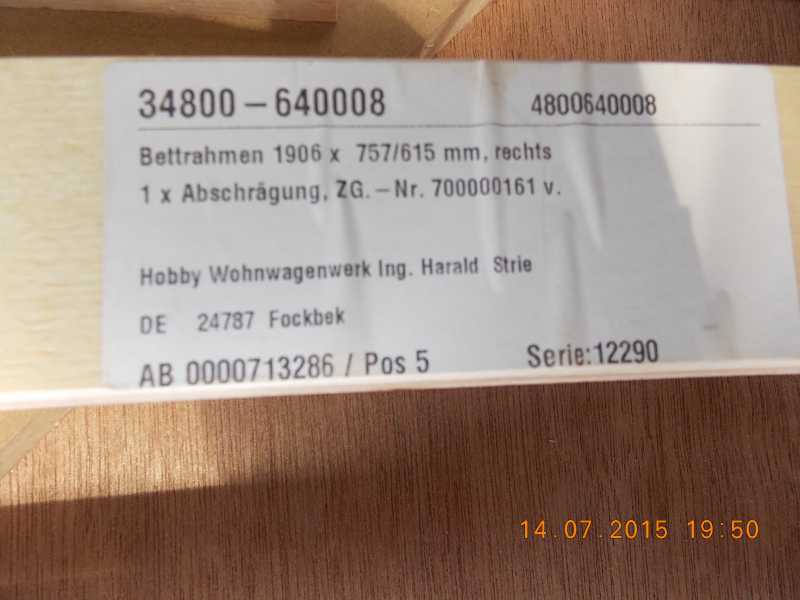 34800-640008 4800640008
Bettrahmen 1906 x 757/615 mm, rechts
1 x Abschrägung, ZG.-Nr. 700000161 v.
Hobby Wohnwagenwerk Ing. Harald Strie
DE 24787 Fockbek
AB 0000713286 / Pos 5 Serie:12290
14.07.2015 19:50